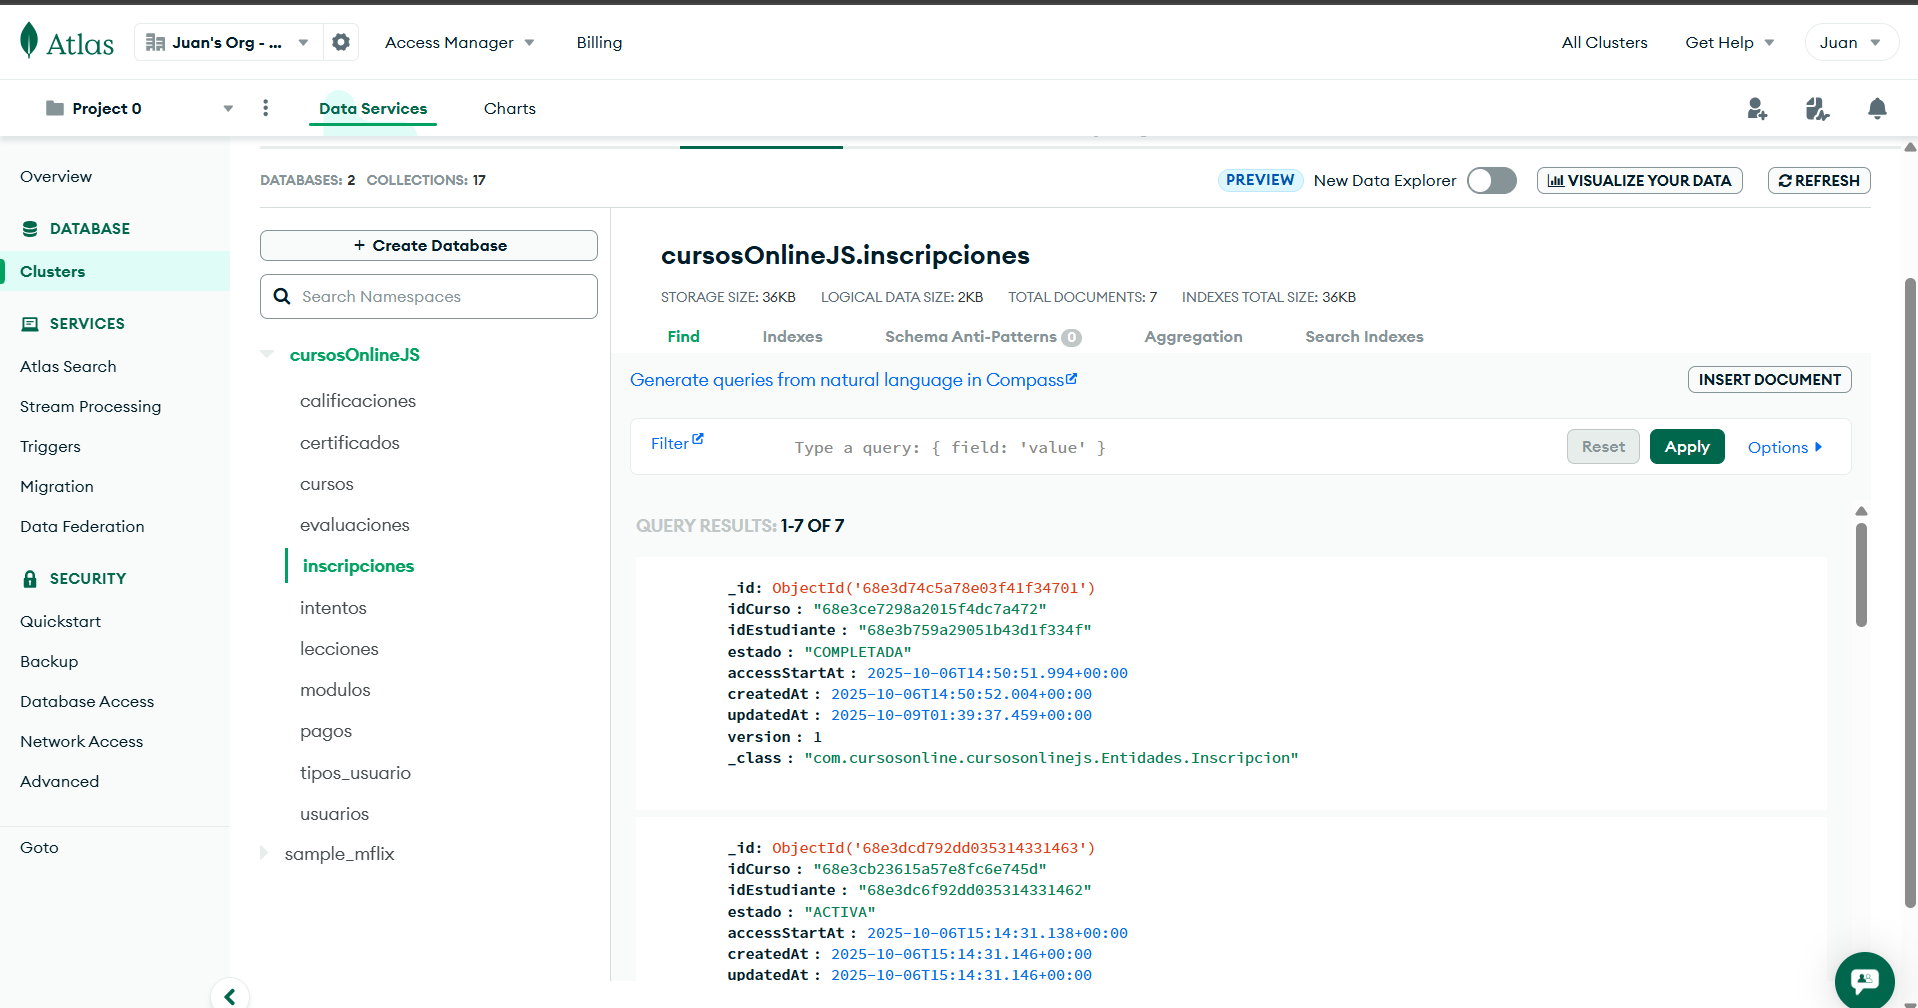 Atlas
Juan's Org - ...
Access Manager
Billing
All Clusters
Get Help
Juan
Project 0
Data Services
Charts
Overview
DATABASE
Clusters
SERVICES
Atlas Search
Stream Processing
Triggers
Migration
Data Federation
SECURITY
Quickstart
Backup
Database Access
Network Access
Advanced
Goto
DATABASES: 2 COLLECTIONS: 17
PREVIEW New Data Explorer
VISUALIZE YOUR DATA
REFRESH
+ Create Database
Search Namespaces
cursosOnlineJS
calificaciones
certificados
cursos
evaluaciones
inscripciones
intentos
lecciones
modulos
pagos
tipos_usuario
usuarios
sample_mflix
cursosOnlineJS.inscripciones
STORAGE SIZE: 36KB LOGICAL DATA SIZE: 2KB TOTAL DOCUMENTS: 7 INDEXES TOTAL SIZE: 36KB
Find Indexes Schema Anti-Patterns 0 Aggregation Search Indexes
Generate queries from natural language in Compass
INSERT DOCUMENT
Filter
Type a query: { field: 'value' }
Reset
Apply
Options
QUERY RESULTS: 1-7 OF 7
_id: ObjectId('68e3d74c5a78e03f41f34701')
idCurso : "68e3ce7298a2015f4dc7a472"
idEstudiante : "68e3b759a29051b43d1f334f"
estado : "COMPLETADA"
accessStartAt : 2025-10-06T14:50:51.994+00:00
createdAt : 2025-10-06T14:50:52.004+00:00
updatedAt : 2025-10-09T01:39:37.459+00:00
version : 1
_class : "com.cursosonline.cursosonlinejs.Entidades.Inscripcion"
_id: ObjectId('68e3dcd792dd035314331463')
idCurso : "68e3cb23615a57e8fc6e745d"
idEstudiante : "68e3dc6f92dd035314331462"
estado : "ACTIVA"
accessStartAt : 2025-10-06T15:14:31.138+00:00
createdAt : 2025-10-06T15:14:31.146+00:00
updatedAt : 2025-10-06T15:14:31.146+00:00